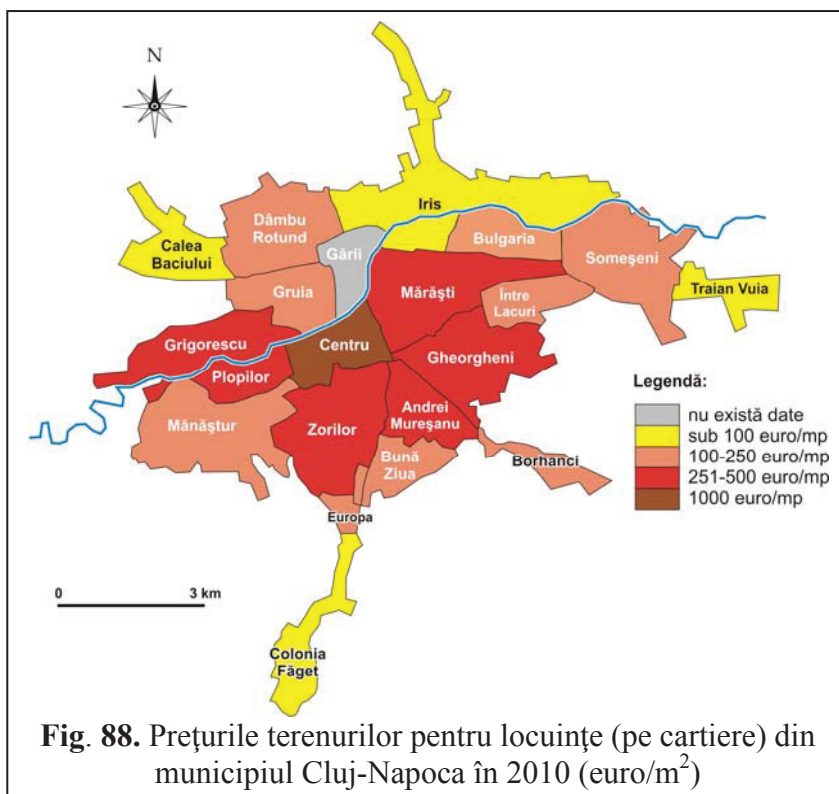 N
Iris
Dâmbu
Rotund
Calea
Baciului
Gării
Bulgaria
Someşeni
Traian Vuia
Gruia
Mărăşti
Între
Lacuri
Grigorescu
Centru
Gheorgheni
Plopilor
Mănăştur
Zorilor
Andrei
Mureşanu
Bună
Ziua
Borhanci
Europa
Colonia
Făget
Legendă:
nu există date
sub 100 euro/mp
100-250 euro/mp
251-500 euro/mp
1000 euro/mp
0 3 km
Fig. 88. Preţurile terenurilor pentru locuinţe (pe cartiere) din
municipiul Cluj-Napoca în 2010 (euro/m²)